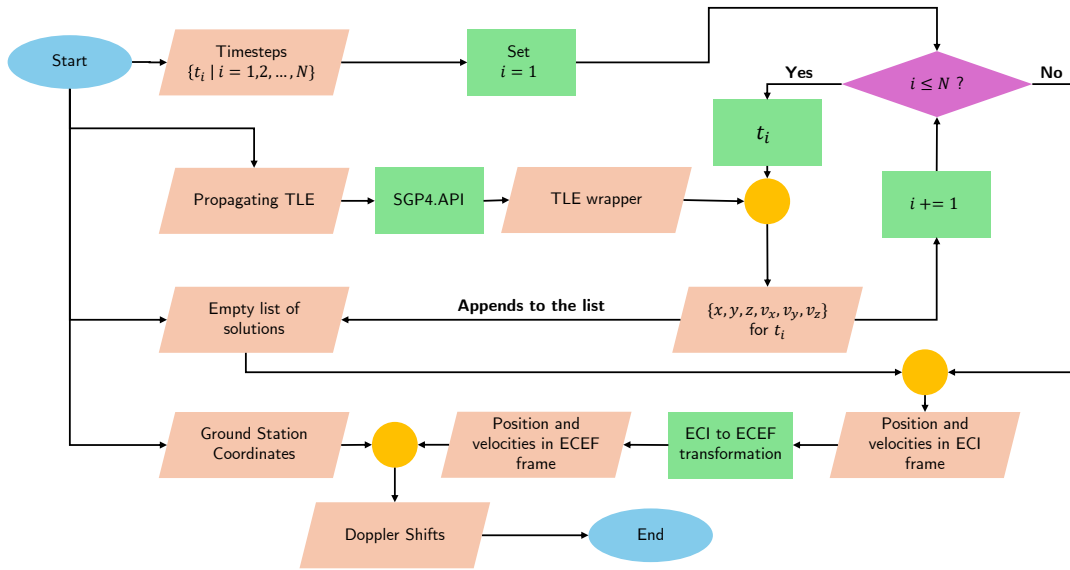 Start
Timesteps
{t_i | i = 1,2, ..., N}
Set
i = 1
Yes
i ≤ N ?
No
t_i
Propagating TLE
SGP4.API
TLE wrapper
i += 1
Empty list of
solutions
Appends to the list
{x, y, z, v_x, v_y, v_z}
for t_i
Ground Station
Coordinates
Position and
velocities in ECEF
frame
ECI to ECEF
transformation
Position and
velocities in ECI
frame
Doppler Shifts
End